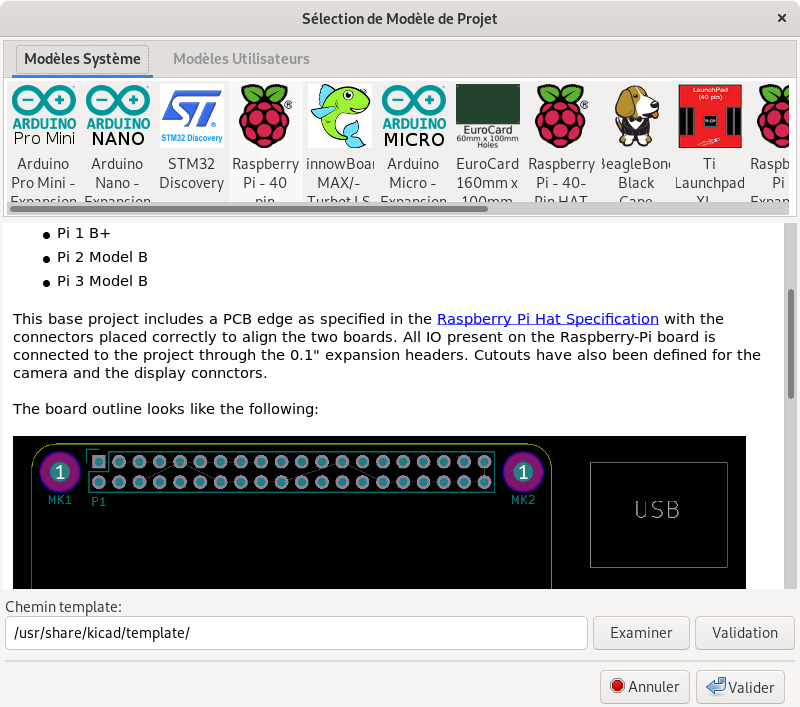 Sélection de Modèle de Projet
Modèles Système
Modèles Utilisateurs
ARDUINO
Pro Mini
ARDUINO
NANO
STM32 Discovery
ARDUINO
MICRO
EuroCard
60mm x 100mm
Holes
LaunchPad
(40 pin)
Arduino
Pro Mini -
Expansion
Arduino
Nano -
Expansion
STM32
Discovery
Raspberry
Pi - 40
pin
innowBoar
MAX/-
Turbot LS
Arduino
Micro -
Expansion
EuroCard
160mm x
100mm
Raspberry
Pi - 40-
Pin HAT
BeagleBone
Black
Cape
Ti
Launchpad
XL
Raspb
Pi
Expan
Pi 1 B+
Pi 2 Model B
Pi 3 Model B
This base project includes a PCB edge as specified in the Raspberry Pi Hat Specification with the
connectors placed correctly to align the two boards. All IO present on the Raspberry-Pi board is
connected to the project through the 0.1" expansion headers. Cutouts have also been defined for the
camera and the display connctors.
The board outline looks like the following:
1
MK1
P1
1
MK2
USB
Chemin template:
/usr/share/kicad/template/
Examiner
Validation
Annuler
Valider